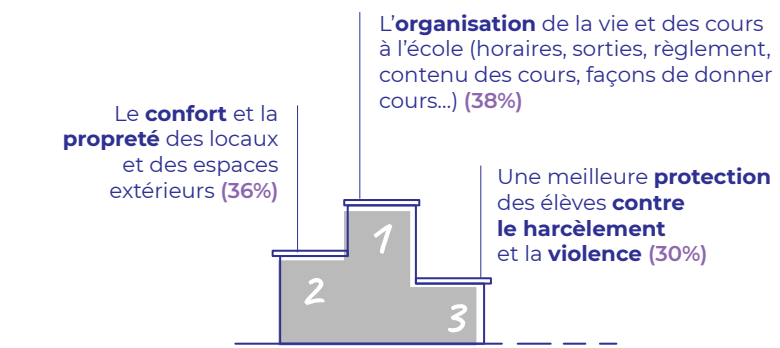 L'organisation de la vie et des cours
à l'école (horaires, sorties, règlement,
contenu des cours, façons de donner
cours...) (38%)
Le confort et la
propreté des locaux
et des espaces
extérieurs (36%)
Une meilleure protection
des élèves contre
le harcèlement
et la violence (30%)
1
2
3